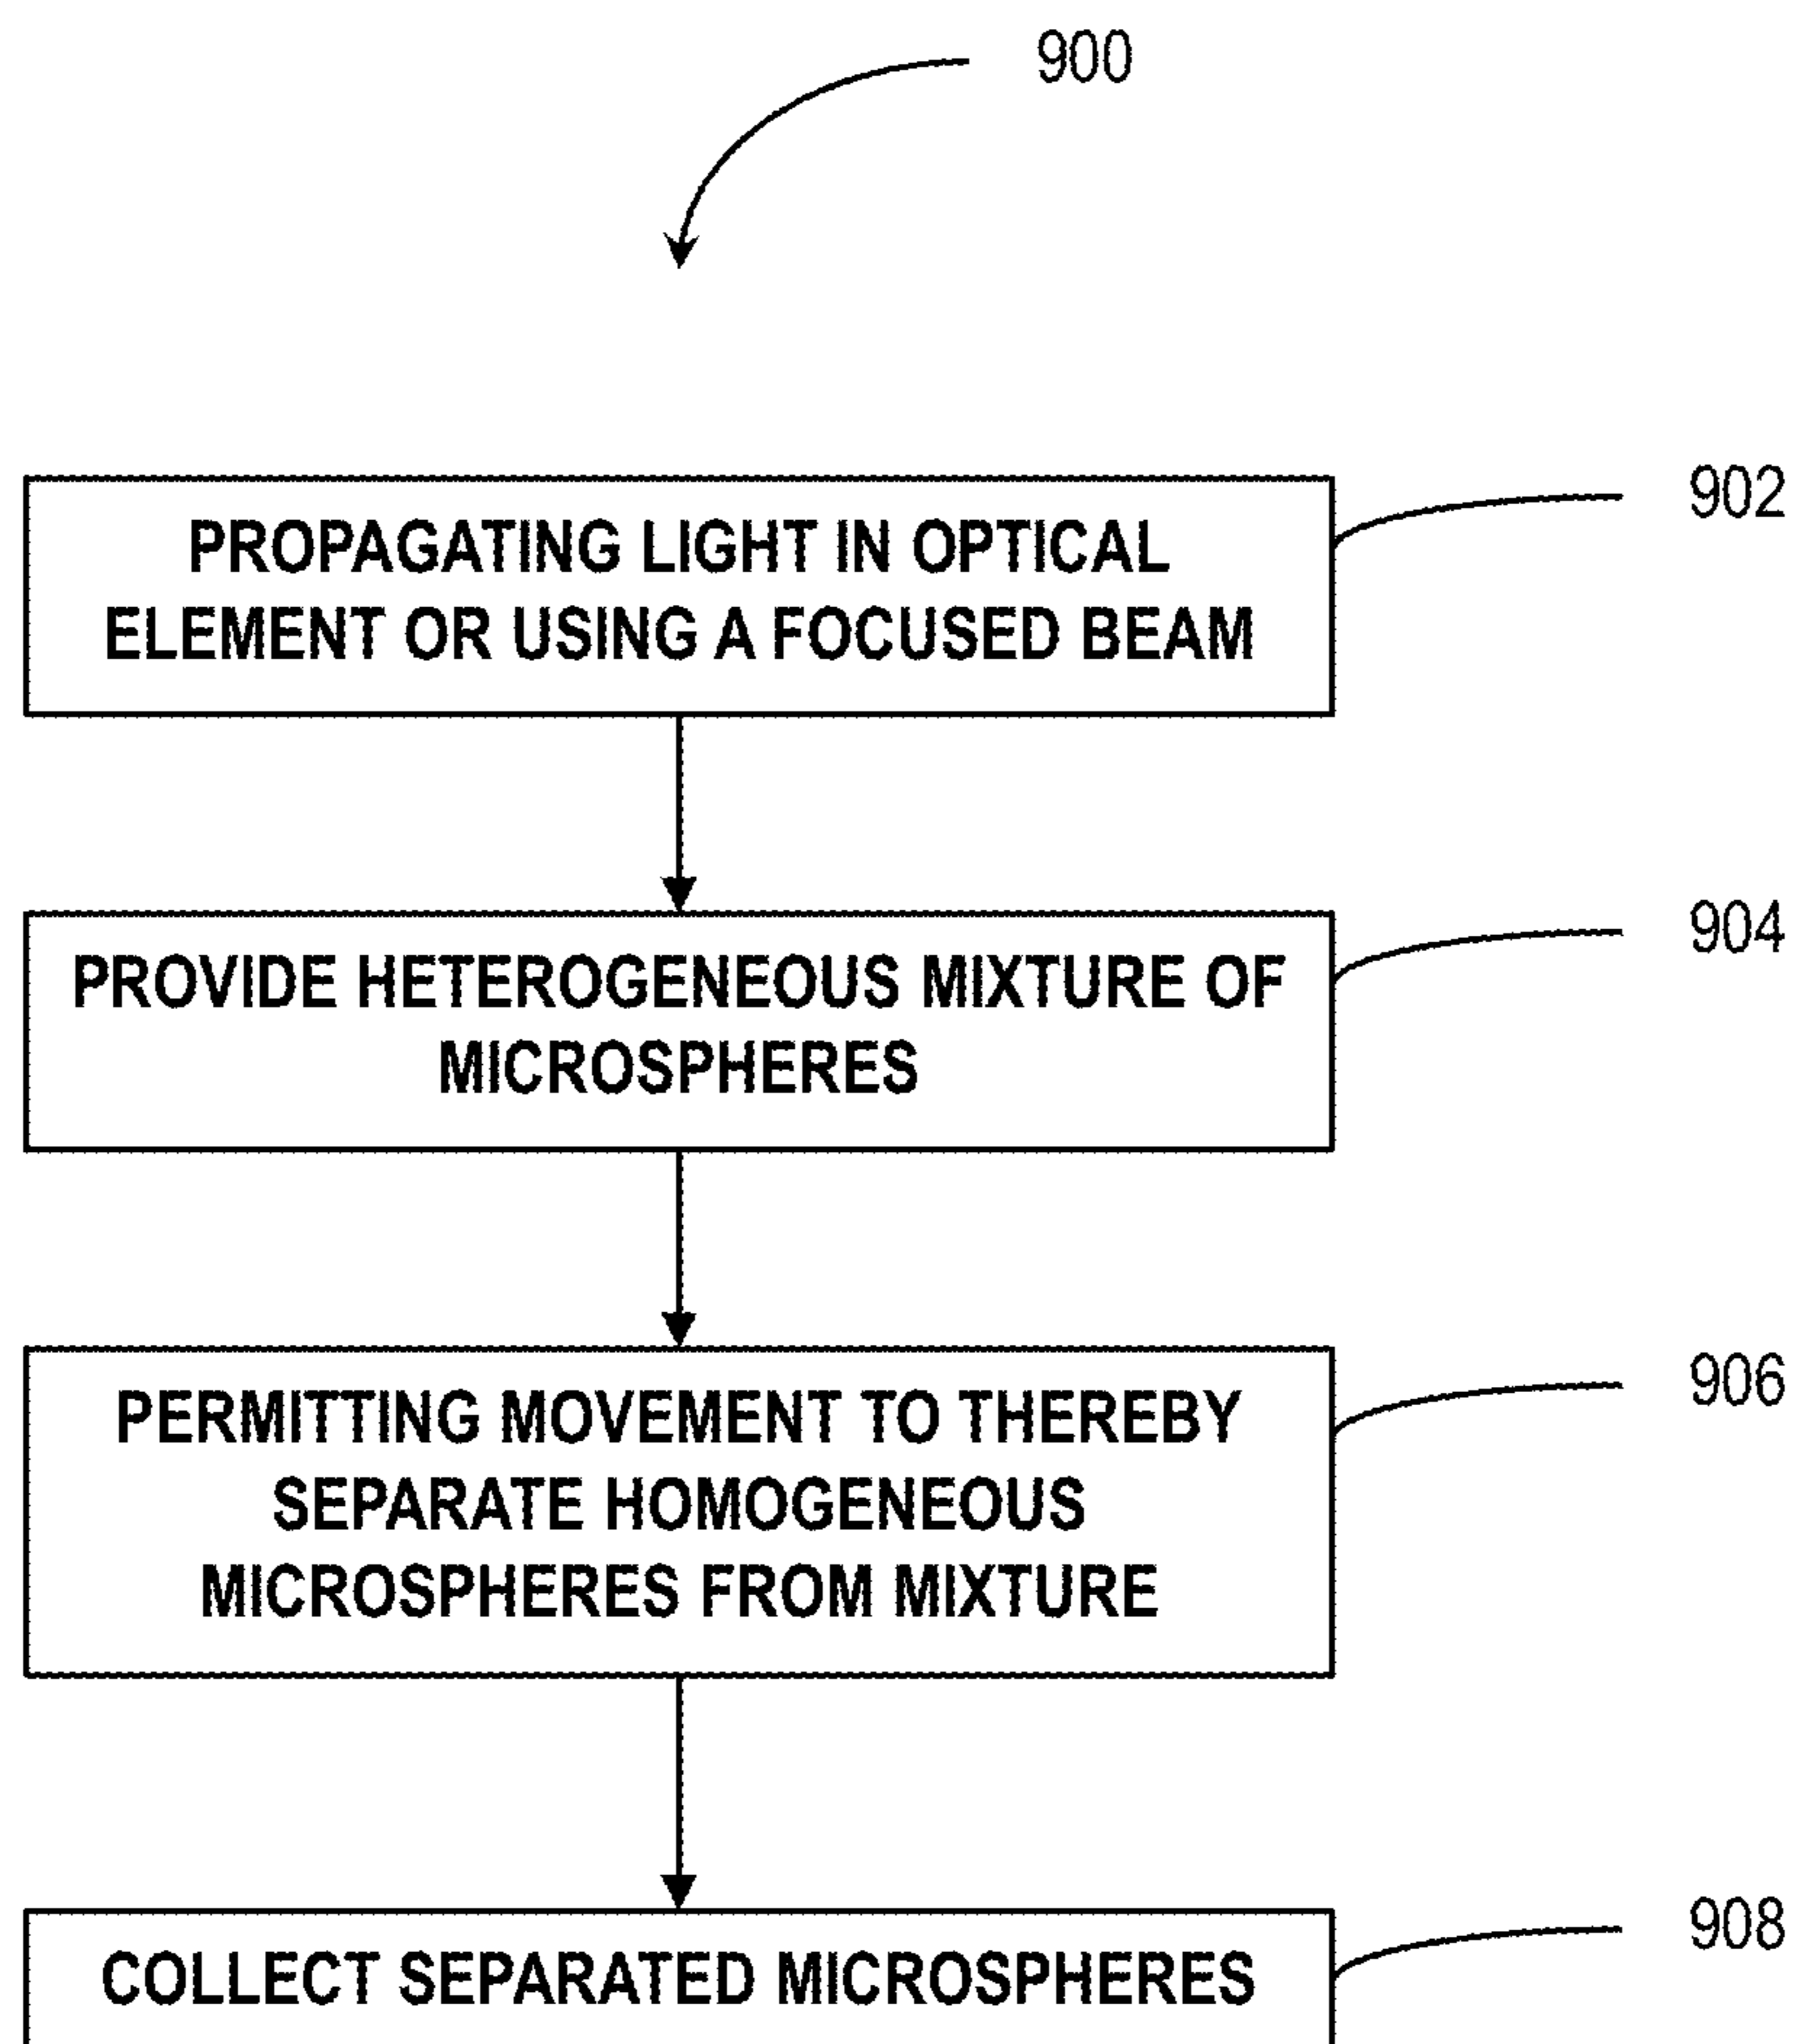 900
902
PROPAGATING LIGHT IN OPTICAL
ELEMENT OR USING A FOCUSED BEAM
904
PROVIDE HETEROGENEOUS MIXTURE OF
MICROSPHERES
906
PERMITTING MOVEMENT TO THEREBY
SEPARATE HOMOGENEOUS
MICROSPHERES FROM MIXTURE
908
COLLECT SEPARATED MICROSPHERES